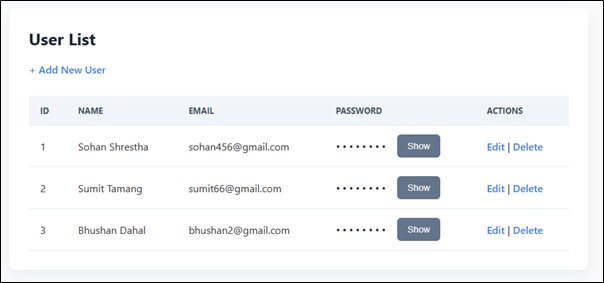 User List
+ Add New User
ID NAME EMAIL PASSWORD ACTIONS
1 Sohan Shrestha sohan456@gmail.com •••••••• Show Edit | Delete
2 Sumit Tamang sumit66@gmail.com •••••••• Show Edit | Delete
3 Bhushan Dahal bhushan2@gmail.com •••••••• Show Edit | Delete